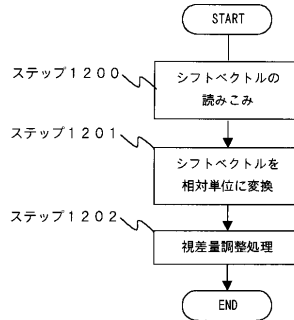 START
ステップ1200
シフトベクトルの
読みこみ
ステップ1201
シフトベクトルを
相対単位に変換
ステップ1202
視差量調整処理
END